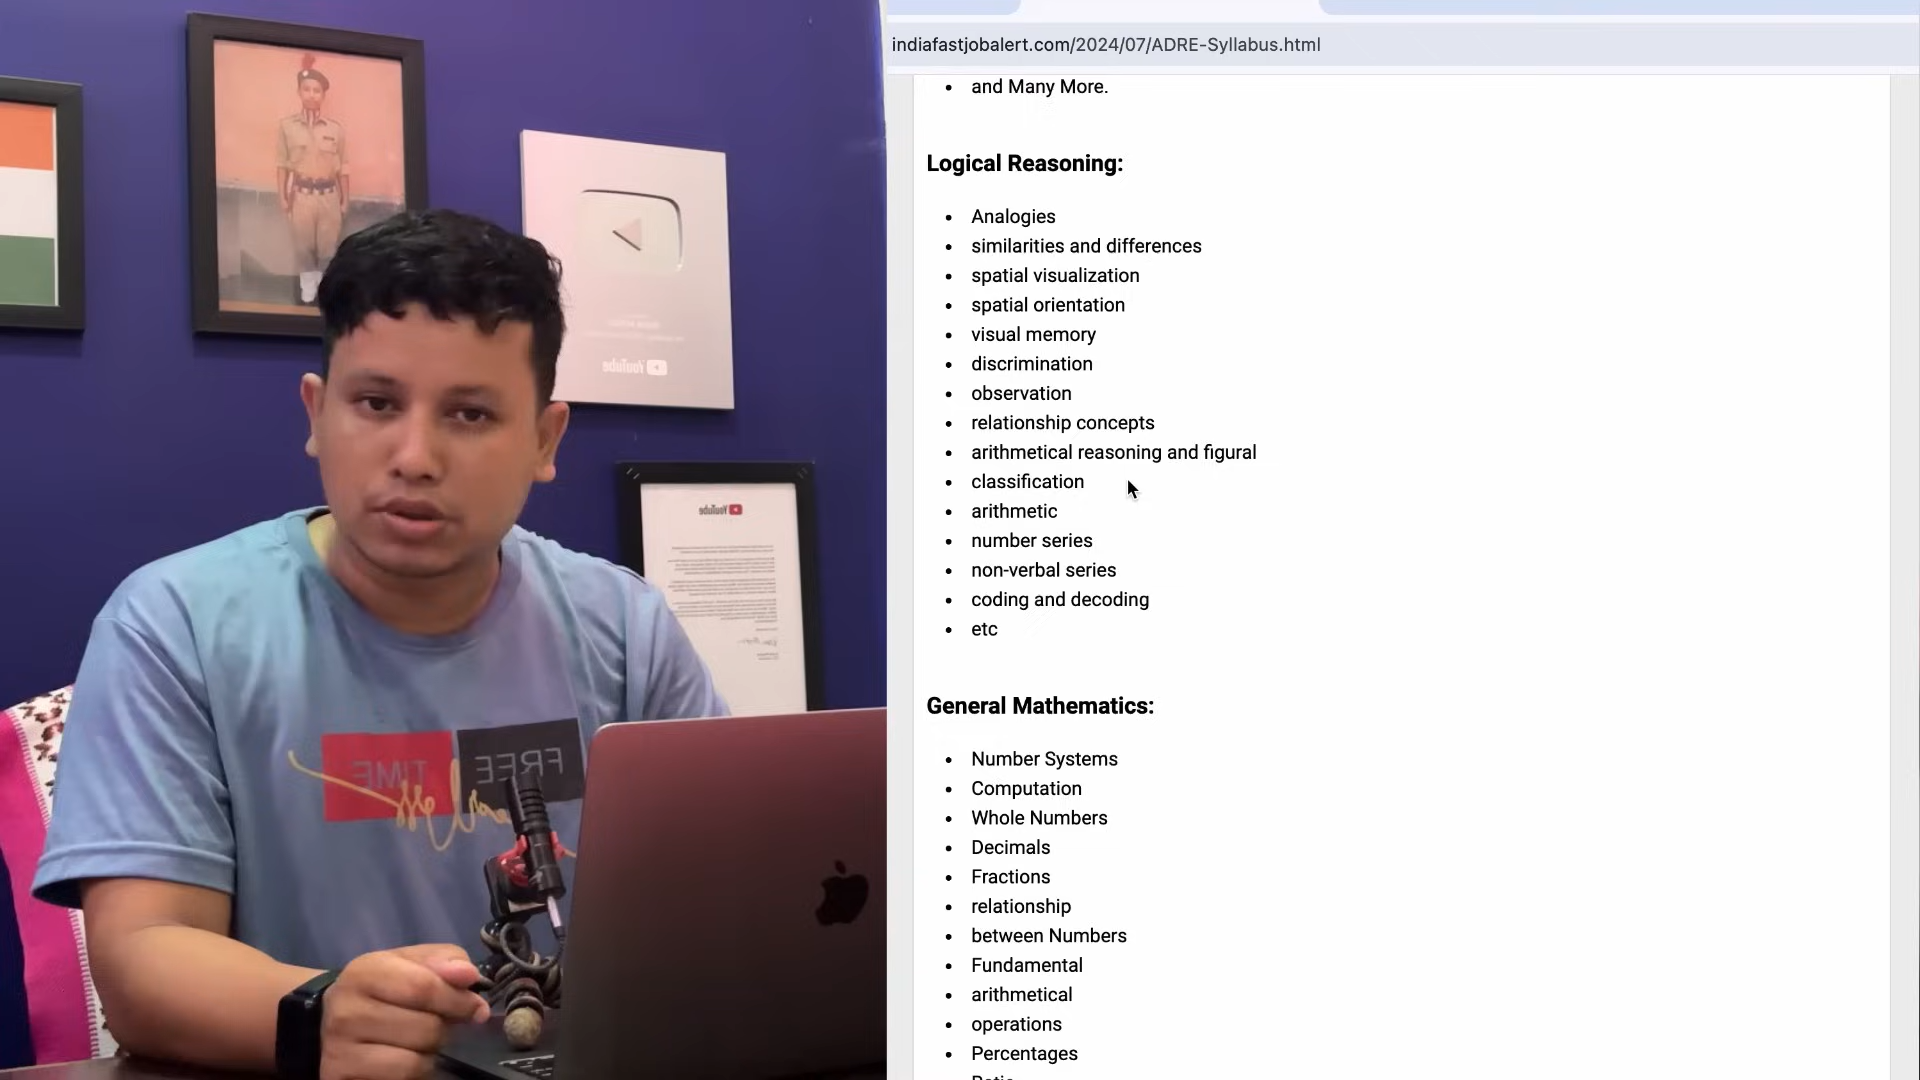 indiafastjobalert.com/2024/07/ADRE-Syllabus.html
and Many More.
Logical Reasoning:
Analogies
similarities and differences
spatial visualization
spatial orientation
visual memory
discrimination
observation
relationship concepts
arithmetical reasoning and figural
classification
arithmetic
number series
non-verbal series
coding and decoding
etc
General Mathematics:
Number Systems
Computation
Whole Numbers
Decimals
Fractions
relationship
between Numbers
Fundamental
arithmetical
operations
Percentages
YouTube
YouTube
FREE
TIME